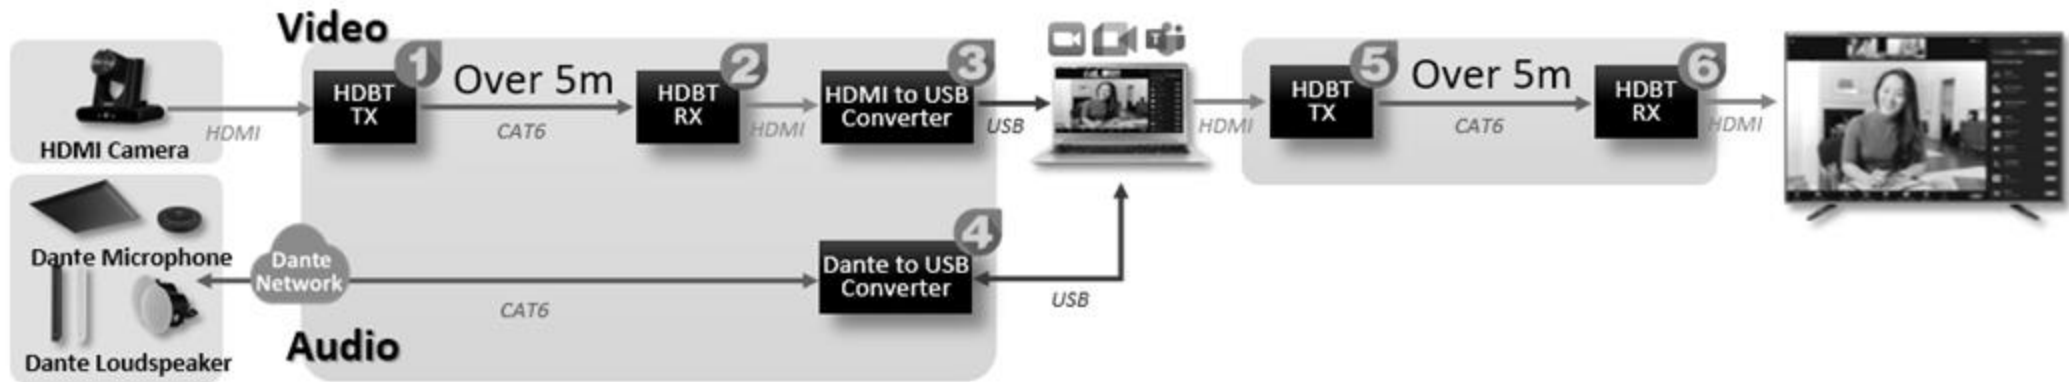 Video
HDMI Camera
HDMI
1
HDBT
TX
Over 5m
CAT6
2
HDBT
RX
HDMI
3
HDMI to USB
Converter
USB
HDMI
5
HDBT
TX
Over 5m
CAT6
6
HDBT
RX
HDMI
Dante Microphone
Dante Loudspeaker
Dante
Network
CAT6
4
Dante to USB
Converter
USB
Audio